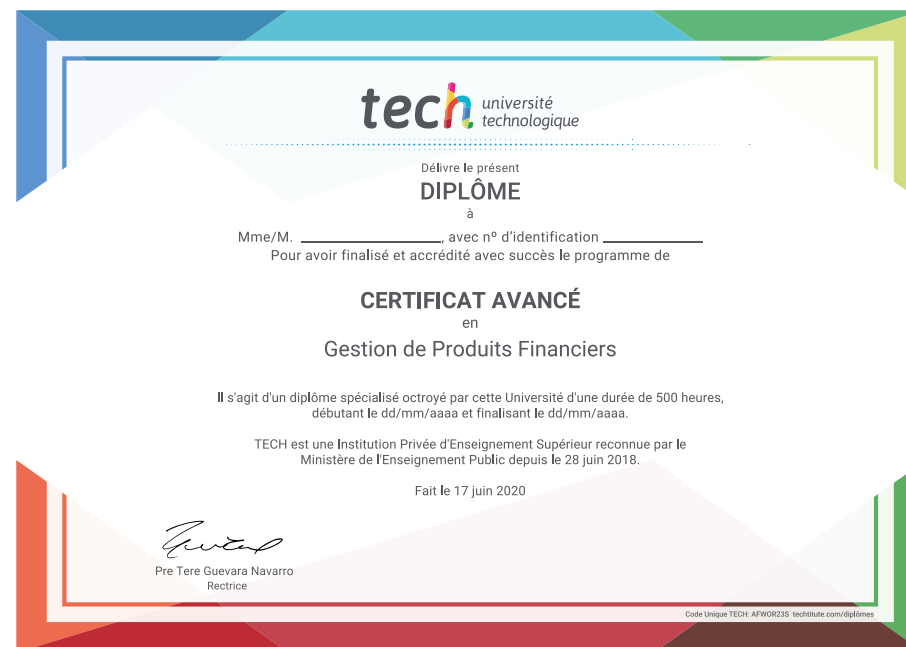 tech université
technologique
Délivre le présent
DIPLÔME
à
Mme/M. ____________________, avec nº d'identification ______________
Pour avoir finalisé et accrédité avec succès le programme de
CERTIFICAT AVANCÉ
en
Gestion de Produits Financiers
Il s'agit d'un diplôme spécialisé octroyé par cette Université d'une durée de 500 heures,
débutant le dd/mm/aaaa et finalisant le dd/mm/aaaa.
TECH est une Institution Privée d'Enseignement Supérieur reconnue par le
Ministère de l'Enseignement Public depuis le 28 juin 2018.
Fait le 17 juin 2020
Pre Tere Guevara Navarro
Rectrice
Code Unique TECH: AFWOR23S techtitute.com/diplômes